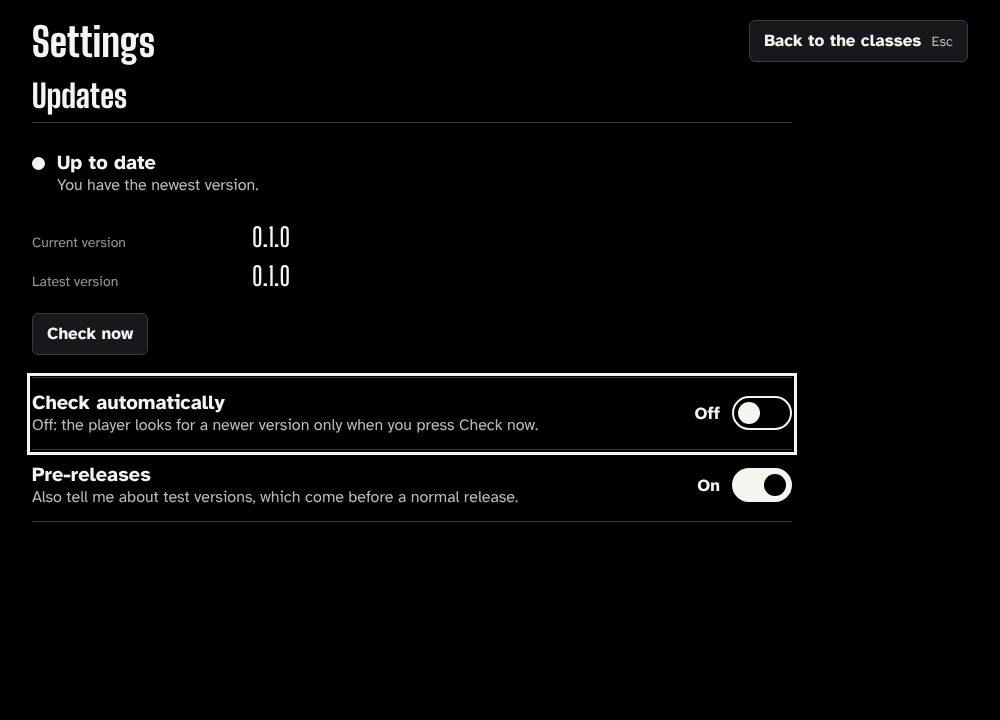 Settings
Back to the classes Esc
Updates
Up to date
You have the newest version.
Current version 0.1.0
Latest version 0.1.0
Check now
Check automatically
Off: the player looks for a newer version only when you press Check now.
Off
Pre-releases
Also tell me about test versions, which come before a normal release.
On